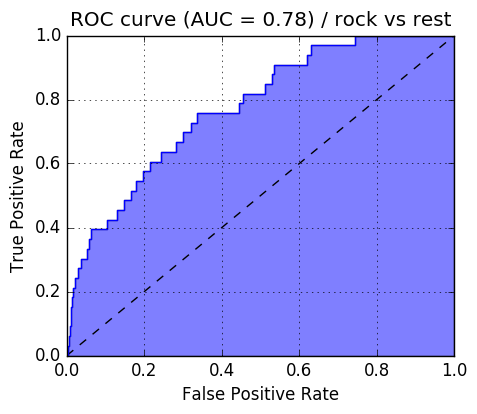 ROC curve (AUC = 0.78) / rock vs rest
True Positive Rate
1.0
0.8
0.6
0.4
0.2
0.0
0.0 0.2 0.4 0.6 0.8 1.0
False Positive Rate